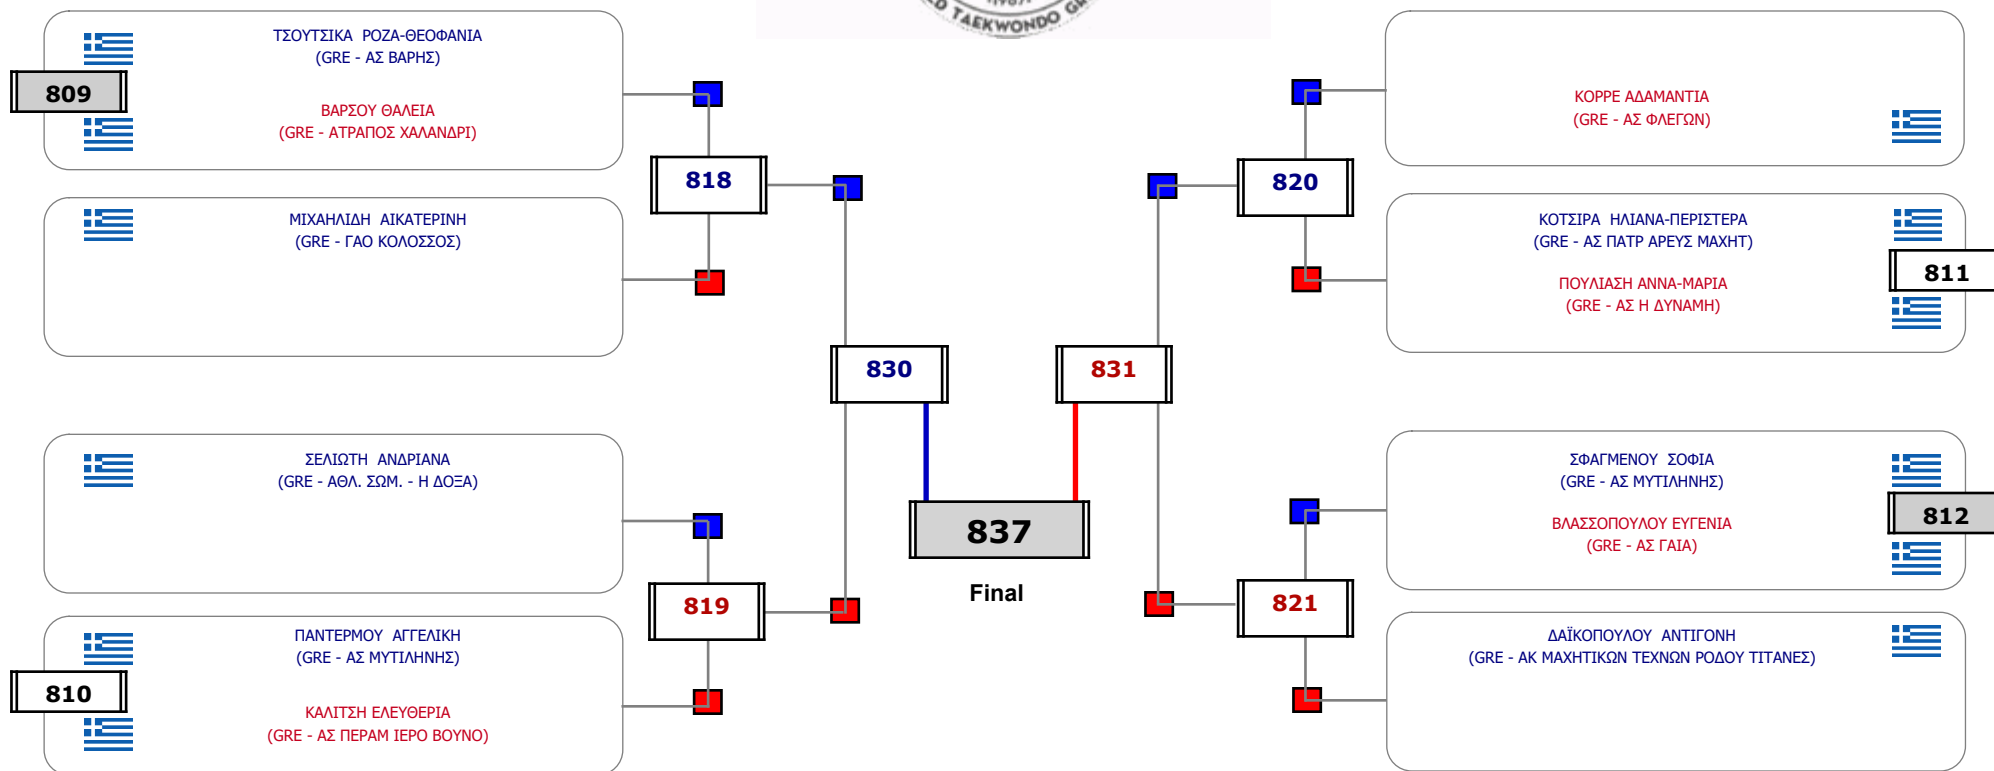 TAEKWONDO
809
ΤΣΟΥΤΣΙΚΑ ΡΟΖΑ-ΘΕΟΦΑΝΙΑ
(GRE - ΑΣ ΒΑΡΗΣ)
ΒΑΡΣΟΥ ΘΑΛΕΙΑ
(GRE - ΑΤΡΑΠΟΣ ΧΑΛΑΝΔΡΙ)
818
ΜΙΧΑΗΛΙΔΗ ΑΙΚΑΤΕΡΙΝΗ
(GRE - ΓΑΟ ΚΟΛΟΣΣΟΣ)
830
ΣΕΛΙΩΤΗ ΑΝΔΡΙΑΝΑ
(GRE - ΑΘΛ. ΣΩΜ. - Η ΔΟΞΑ)
819
810
ΠΑΝΤΕΡΜΟΥ ΑΓΓΕΛΙΚΗ
(GRE - ΑΣ ΜΥΤΙΛΗΝΗΣ)
ΚΑΛΙΤΣΗ ΕΛΕΥΘΕΡΙΑ
(GRE - ΑΣ ΠΕΡΑΜ ΙΕΡΟ ΒΟΥΝΟ)
837
Final
ΚΟΡΡΕ ΑΔΑΜΑΝΤΙΑ
(GRE - ΑΣ ΦΛΕΓΩΝ)
820
ΚΟΤΣΙΡΑ ΗΛΙΑΝΑ-ΠΕΡΙΣΤΕΡΑ
(GRE - ΑΣ ΠΑΤΡ ΑΡΕΥΣ ΜΑΧΗΤ)
811
ΠΟΥΛΙΑΣΗ ΑΝΝΑ-ΜΑΡΙΑ
(GRE - ΑΣ Η ΔΥΝΑΜΗ)
831
ΣΦΑΓΜΕΝΟΥ ΣΟΦΙΑ
(GRE - ΑΣ ΜΥΤΙΛΗΝΗΣ)
812
ΒΛΑΣΣΟΠΟΥΛΟΥ ΕΥΓΕΝΙΑ
(GRE - ΑΣ ΓΑΙΑ)
821
ΔΑΪΚΟΠΟΥΛΟΥ ΑΝΤΙΓΟΝΗ
(GRE - ΑΚ ΜΑΧΗΤΙΚΩΝ ΤΕΧΝΩΝ ΡΟΔΟΥ ΤΙΤΑΝΕΣ)